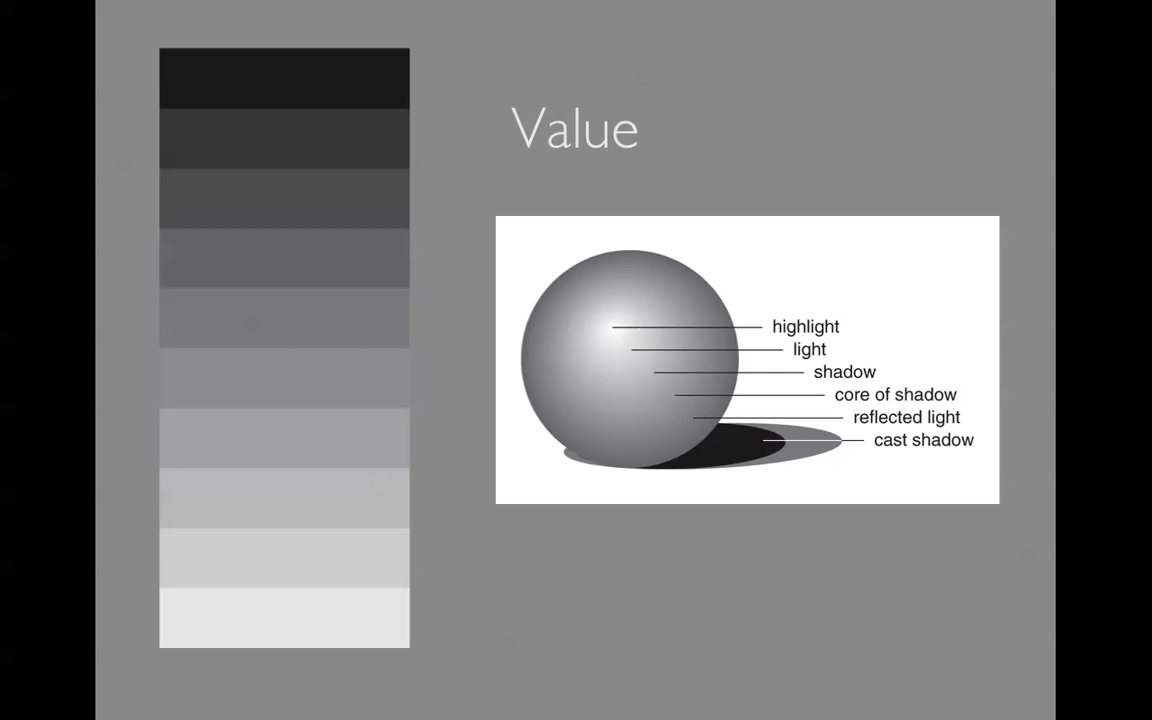 Value
highlight
light
shadow
core of shadow
reflected light
cast shadow